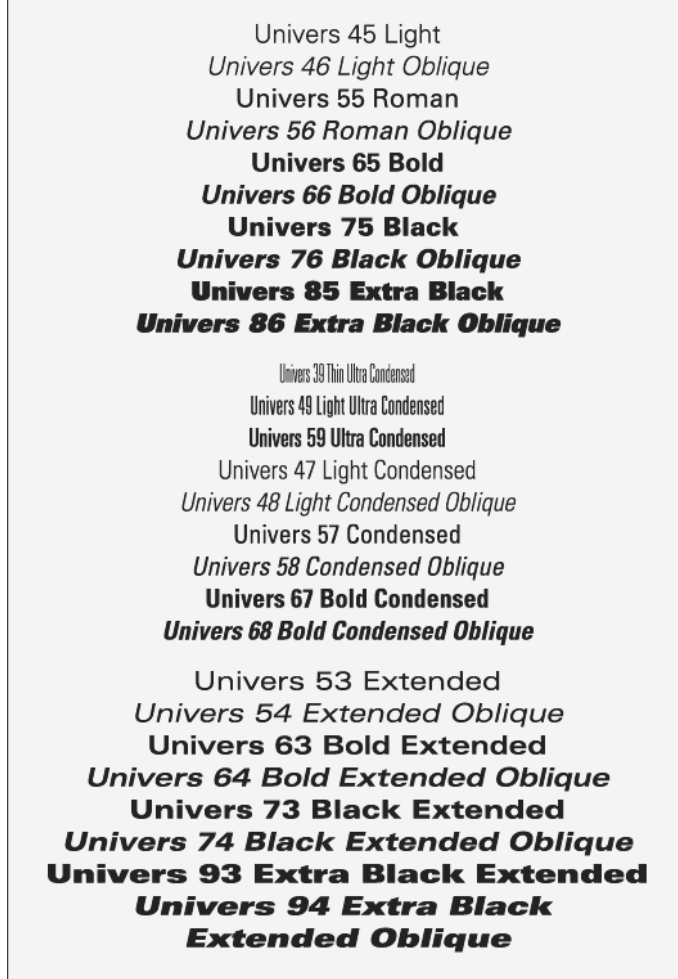 Univers 45 Light
Univers 46 Light Oblique
Univers 55 Roman
Univers 56 Roman Oblique
Univers 65 Bold
Univers 66 Bold Oblique
Univers 75 Black
Univers 76 Black Oblique
Univers 85 Extra Black
Univers 86 Extra Black Oblique
Univers 39 Thin Ultra Condensed
Univers 49 Light Ultra Condensed
Univers 59 Ultra Condensed
Univers 47 Light Condensed
Univers 48 Light Condensed Oblique
Univers 57 Condensed
Univers 58 Condensed Oblique
Univers 67 Bold Condensed
Univers 68 Bold Condensed Oblique
Univers 53 Extended
Univers 54 Extended Oblique
Univers 63 Bold Extended
Univers 64 Bold Extended Oblique
Univers 73 Black Extended
Univers 74 Black Extended Oblique
Univers 93 Extra Black Extended
Univers 94 Extra Black
Extended Oblique